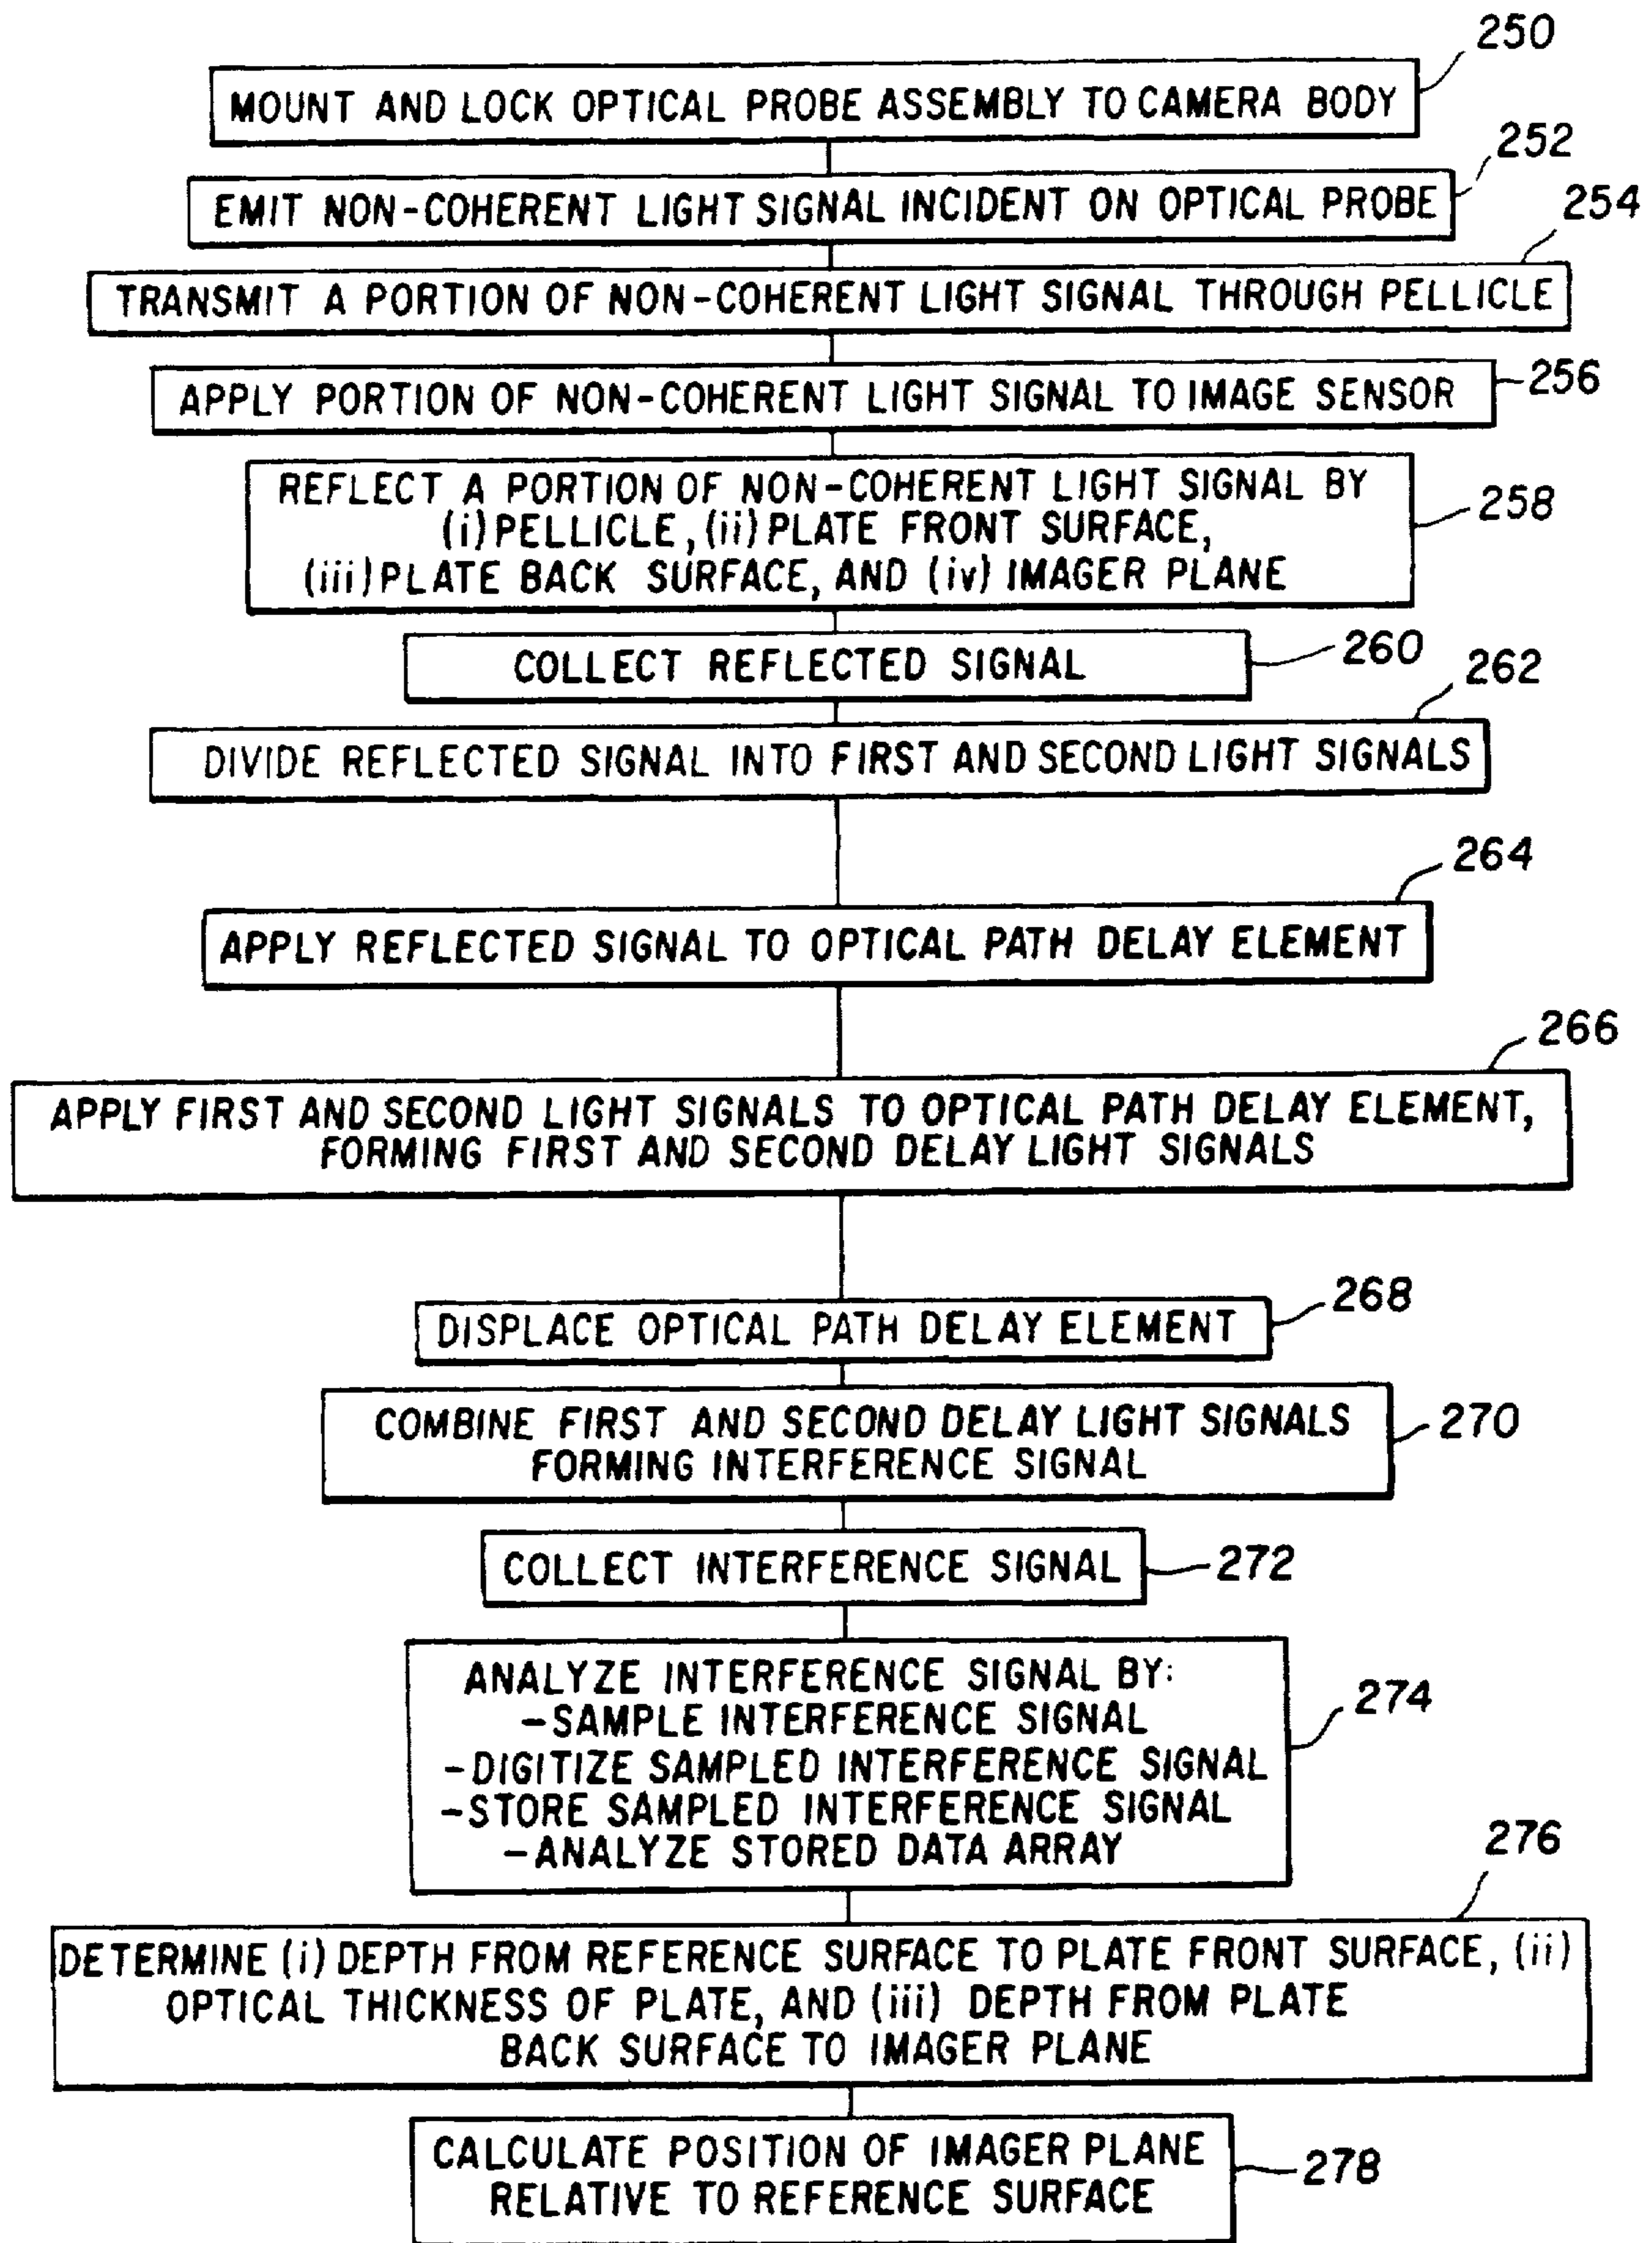 250
MOUNT AND LOCK OPTICAL PROBE ASSEMBLY TO CAMERA BODY
252
EMIT NON-COHERENT LIGHT SIGNAL INCIDENT ON OPTICAL PROBE
254
TRANSMIT A PORTION OF NON-COHERENT LIGHT SIGNAL THROUGH PELLICLE
256
APPLY PORTION OF NON-COHERENT LIGHT SIGNAL TO IMAGE SENSOR
REFLECT A PORTION OF NON-COHERENT LIGHT SIGNAL BY
(i) PELLICLE, (ii) PLATE FRONT SURFACE,
(iii) PLATE BACK SURFACE, AND (iv) IMAGER PLANE
258
COLLECT REFLECTED SIGNAL
260
262
DIVIDE REFLECTED SIGNAL INTO FIRST AND SECOND LIGHT SIGNALS
264
APPLY REFLECTED SIGNAL TO OPTICAL PATH DELAY ELEMENT
266
APPLY FIRST AND SECOND LIGHT SIGNALS TO OPTICAL PATH DELAY ELEMENT,
FORMING FIRST AND SECOND DELAY LIGHT SIGNALS
268
DISPLACE OPTICAL PATH DELAY ELEMENT
COMBINE FIRST AND SECOND DELAY LIGHT SIGNALS
FORMING INTERFERENCE SIGNAL
270
COLLECT INTERFERENCE SIGNAL
272
ANALYZE INTERFERENCE SIGNAL BY:
-SAMPLE INTERFERENCE SIGNAL
-DIGITIZE SAMPLED INTERFERENCE SIGNAL
-STORE SAMPLED INTERFERENCE SIGNAL
-ANALYZE STORED DATA ARRAY
274
276
DETERMINE (i) DEPTH FROM REFERENCE SURFACE TO PLATE FRONT SURFACE, (ii)
OPTICAL THICKNESS OF PLATE, AND (iii) DEPTH FROM PLATE
BACK SURFACE TO IMAGER PLANE
CALCULATE POSITION OF IMAGER PLANE
RELATIVE TO REFERENCE SURFACE
278